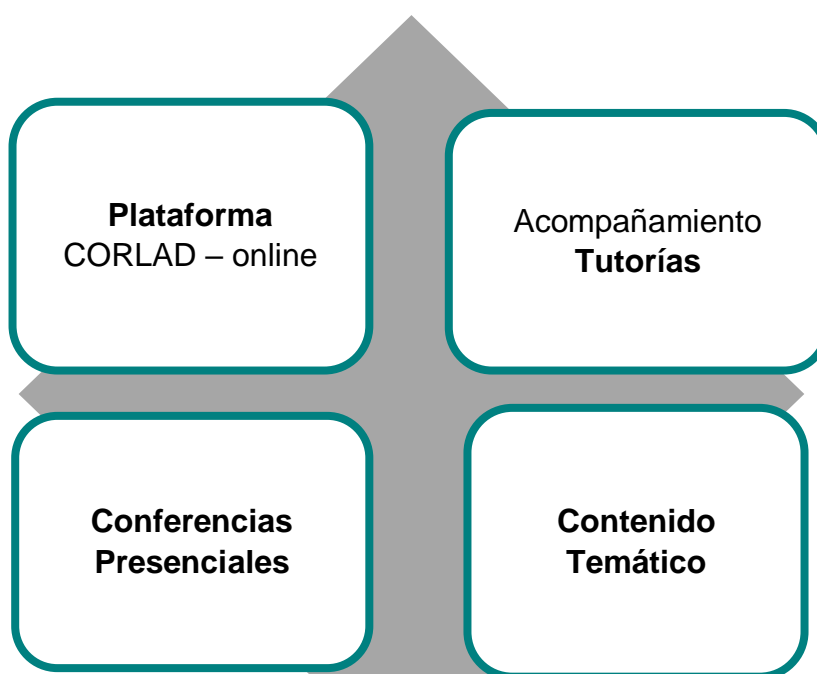 Plataforma
CORLAD – online
Acompañamiento
Tutorías
Conferencias
Presenciales
Contenido
Temático